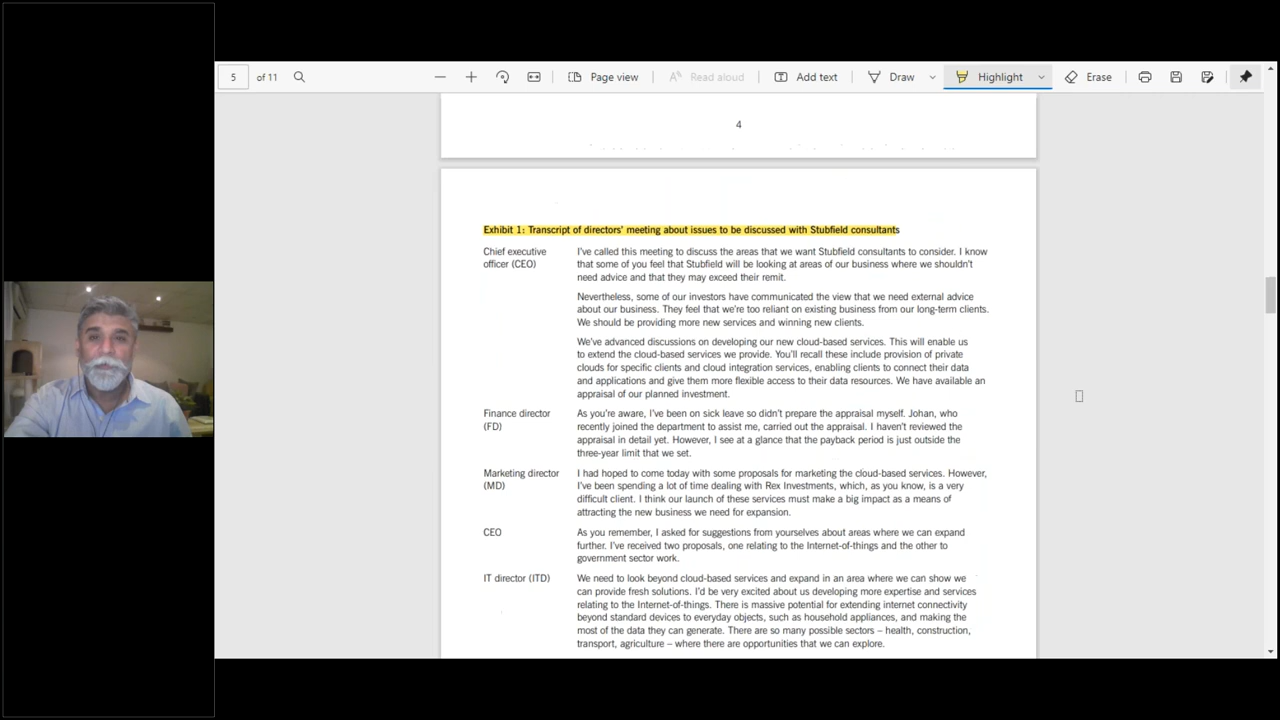 5 of 11
Page view
Read aloud
Add text
Draw
Highlight
Erase
4
Exhibit 1: Transcript of directors' meeting about issues to be discussed with Stubfield consultants
Chief executive officer (CEO)
I've called this meeting to discuss the areas that we want Stubfield consultants to consider. I know
that some of you feel that Stubfield will be looking at areas of our business where we shouldn't
need advice and that they may exceed their remit.
Nevertheless, some of our investors have communicated the view that we need external advice
about our business. They feel that we're too reliant on existing business from our long-term clients.
We should be providing more new services and winning new clients.
We've advanced discussions on developing our new cloud-based services. This will enable us
to extend the cloud-based services we provide. You'll recall these include provision of private
clouds for specific clients and cloud integration services, enabling clients to connect their data
and applications and give them more flexible access to their data resources. We have available an
appraisal of our planned investment.
Finance director (FD)
As you're aware, I've been on sick leave so didn't prepare the appraisal myself. Johan, who
recently joined the department to assist me, carried out the appraisal. I haven't reviewed the
appraisal in detail yet. However, I see at a glance that the payback period is just outside the
three-year limit that we set.
Marketing director (MD)
I had hoped to come today with some proposals for marketing the cloud-based services. However,
I've been spending a lot of time dealing with Rex Investments, which, as you know, is a very
difficult client. I think our launch of these services must make a big impact as a means of
attracting the new business we need for expansion.
CEO
As you remember, I asked for suggestions from yourselves about areas where we can expand
further. I've received two proposals, one relating to the Internet-of-things and the other to
government sector work.
IT director (ITD)
We need to look beyond cloud-based services and expand in an area where we can show we
can provide fresh solutions. I'd be very excited about us developing more expertise and services
relating to the Internet-of-things. There is massive potential for extending internet connectivity
beyond standard devices to everyday objects, such as household appliances, and making the
most of the data they can generate. There are so many possible sectors – health, construction,
transport, agriculture – where there are opportunities that we can explore.